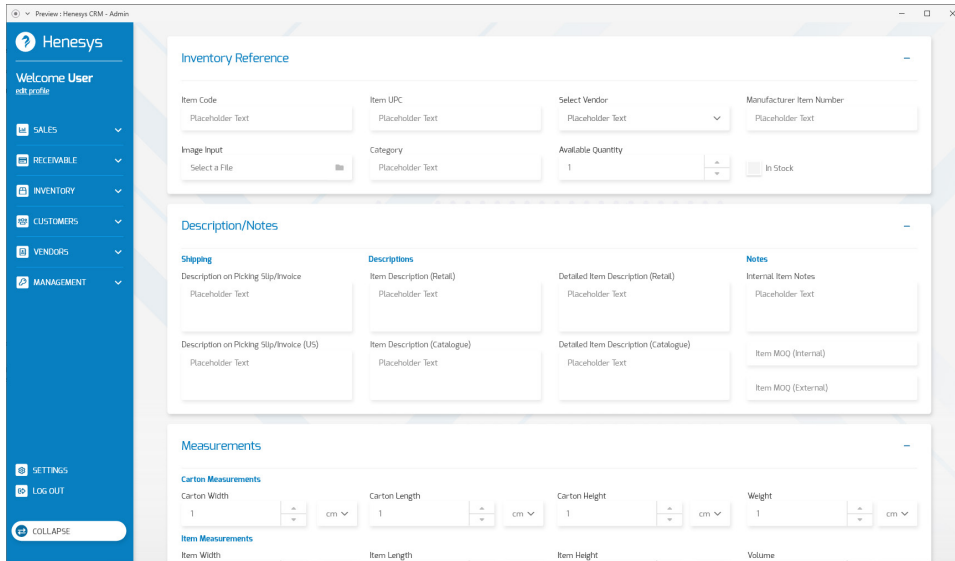 Preview : Henesys CRM - Admin
Henesys
Welcome User
edit profile
SALES
RECEIVABLE
INVENTORY
CUSTOMERS
VENDORS
MANAGEMENT
SETTINGS
LOG OUT
COLLAPSE
Inventory Reference
Item Code Item UPC Select Vendor Manufacturer Item Number
Placeholder Text Placeholder Text Placeholder Text Placeholder Text
Image Input Category Available Quantity
Select a File Placeholder Text 1 In Stock
Description/Notes
Shipping Descriptions Notes
Description on Picking Slip/Invoice Item Description (Retail) Detailed Item Description (Retail) Internal Item Notes
Placeholder Text Placeholder Text Placeholder Text Placeholder Text
Description on Picking Slip/Invoice (US) Item Description (Catalogue) Detailed Item Description (Catalogue)
Placeholder Text Placeholder Text Placeholder Text Item MOQ (Internal)
Item MOQ (External)
Measurements
Carton Measurements
Carton Width Carton Length Carton Height Weight
1 cm 1 cm 1 cm 1 cm
Item Measurements
Item Width Item Length Item Height Volume